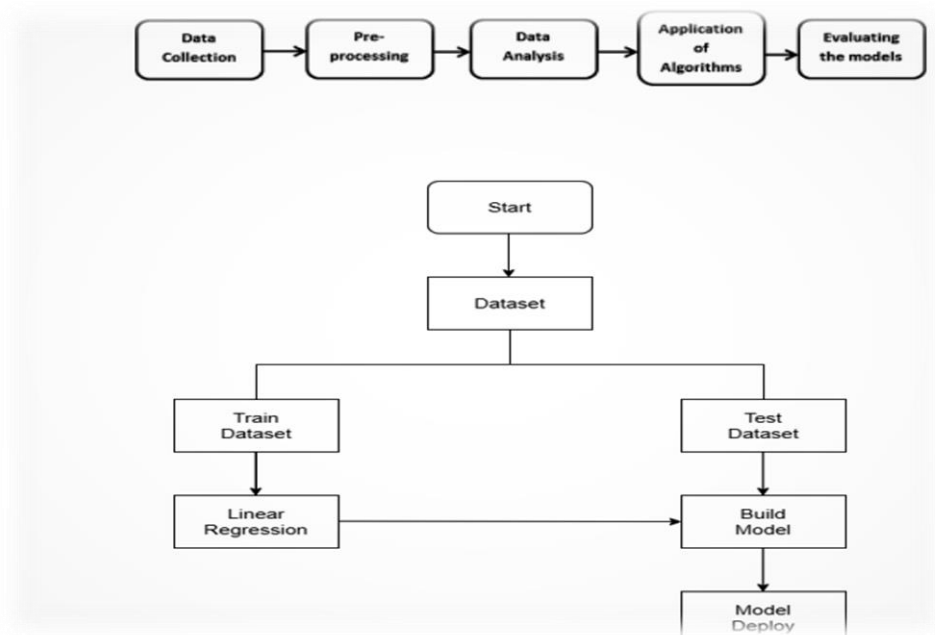 Data
Collection
Pre-
processing
Data
Analysis
Application
of
Algorithms
Evaluating
the models
Start
Dataset
Train
Dataset
Test
Dataset
Linear
Regression
Build
Model
Model
Deploy